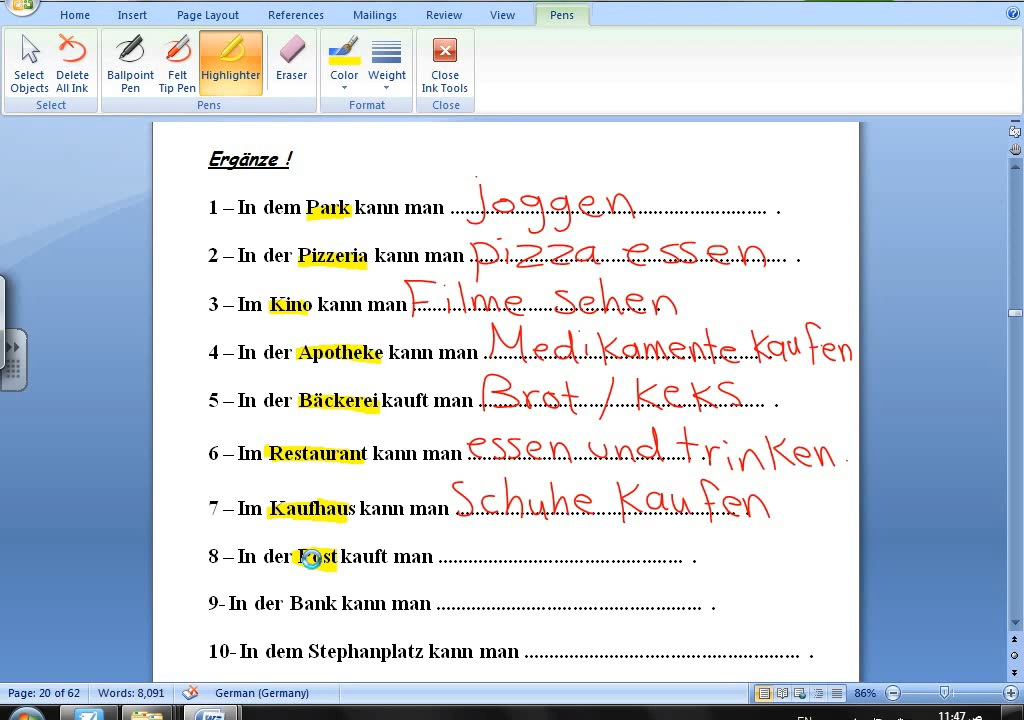 Home Insert Page Layout References Mailings Review View Pens
Select Objects Delete All Ink Ballpoint Pen Felt Tip Pen Highlighter Eraser Color Weight Close Ink Tools
Select Pens Format Close
Ergänze !
1 – In dem Park kann man joggen .
2 – In der Pizzeria kann man pizza essen .
3 – Im Kino kann man Filme sehen .
4 – In der Apotheke kann man Medikamente kaufen
5 – In der Bäckerei kauft man Brot / Keks .
6 – Im Restaurant kann man essen und trinken .
7 – Im Kaufhaus kann man Schuhe kaufen .
8 – In der Post kauft man ................................................ .
9- In der Bank kann man ..................................................... .
10- In dem Stephanplatz kann man ....................................................... .
Page: 20 of 62 Words: 8,091 German (Germany) 86%